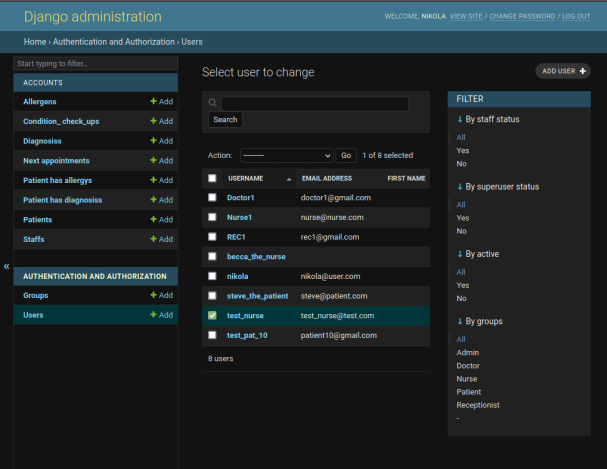 Django administration
WELCOME, NIKOLA. VIEW SITE / CHANGE PASSWORD / LOG OUT
Home › Authentication and Authorization › Users
Start typing to filter...
ACCOUNTS
Allergens + Add
Condition_ check_ups + Add
Diagnosiss + Add
Next appointments + Add
Patient has allergys + Add
Patient has diagnosiss + Add
Patients + Add
Staffs + Add
«
AUTHENTICATION AND AUTHORIZATION
Groups + Add
Users + Add
Select user to change
ADD USER +
Search
Action: --------- Go 1 of 8 selected
USERNAME EMAIL ADDRESS FIRST NAME
Doctor1 doctor1@gmail.com
Nurse1 nurse@nurse.com
REC1 rec1@gmail.com
becca_the_nurse
nikola nikola@user.com
steve_the_patient steve@patient.com
test_nurse test_nurse@test.com
test_pat_10 patient10@gmail.com
8 users
FILTER
↓ By staff status
All
Yes
No
↓ By superuser status
All
Yes
No
↓ By active
All
Yes
No
↓ By groups
All
Admin
Doctor
Nurse
Patient
Receptionist
-